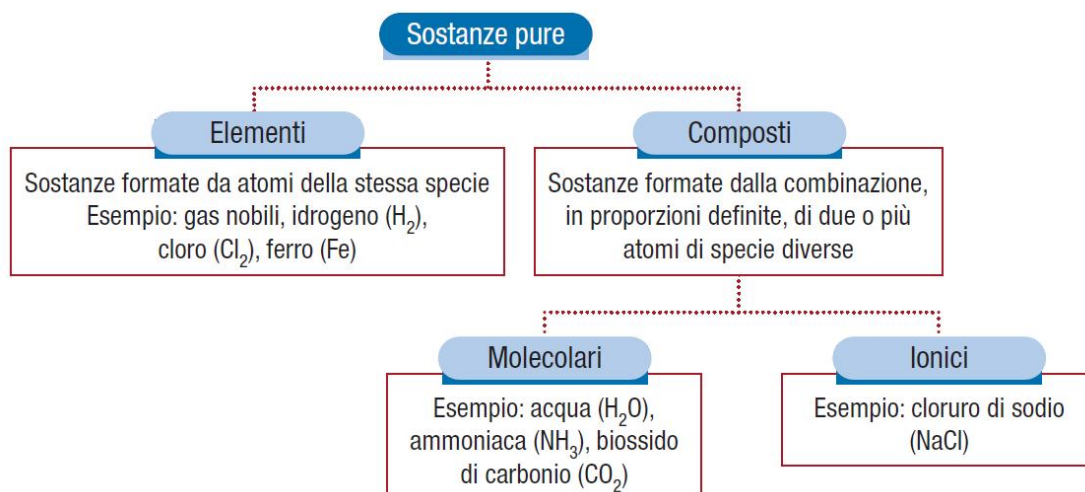 Sostanze pure
Elementi
Sostanze formate da atomi della stessa specie
Esempio: gas nobili, idrogeno (H₂),
cloro (Cl₂), ferro (Fe)
Composti
Sostanze formate dalla combinazione,
in proporzioni definite, di due o più
atomi di specie diverse
Molecolari
Esempio: acqua (H₂O),
ammoniaca (NH₃), biossido
di carbonio (CO₂)
Ionici
Esempio: cloruro di sodio
(NaCl)